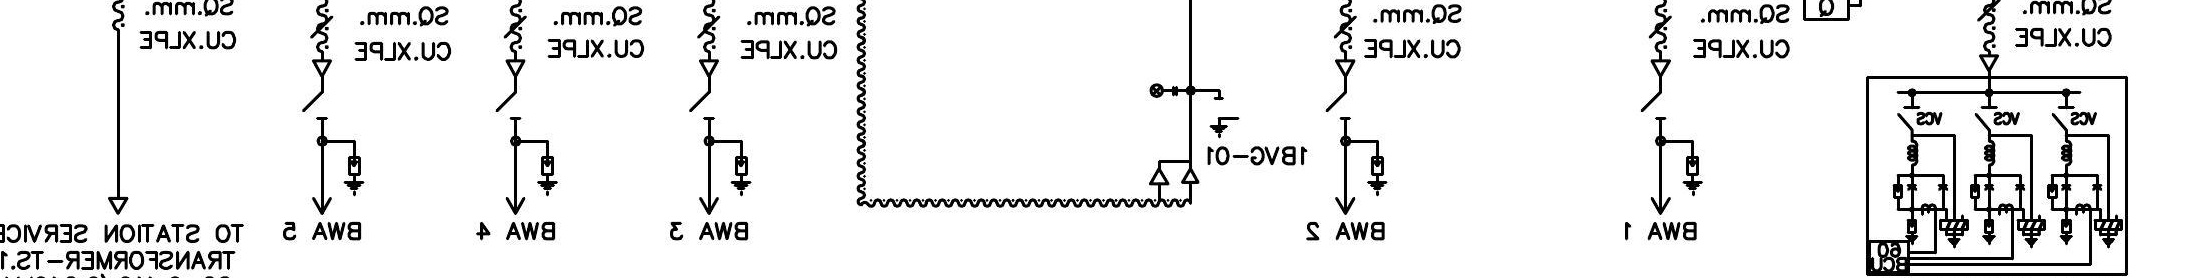 SQ.mm.
CU.XLPE
VCS
VCS
VCS
60
BCU
Q
SQ.mm.
CU.XLPE
BWA 1
SQ.mm.
CU.XLPE
BWA 2
1BVG-01
SQ.mm.
CU.XLPE
BWA 3
SQ.mm.
CU.XLPE
BWA 4
SQ.mm.
CU.XLPE
BWA 5
SQ.mm.
CU.XLPE
TO STATION SERVICE
TRANSFORMER-TS.1